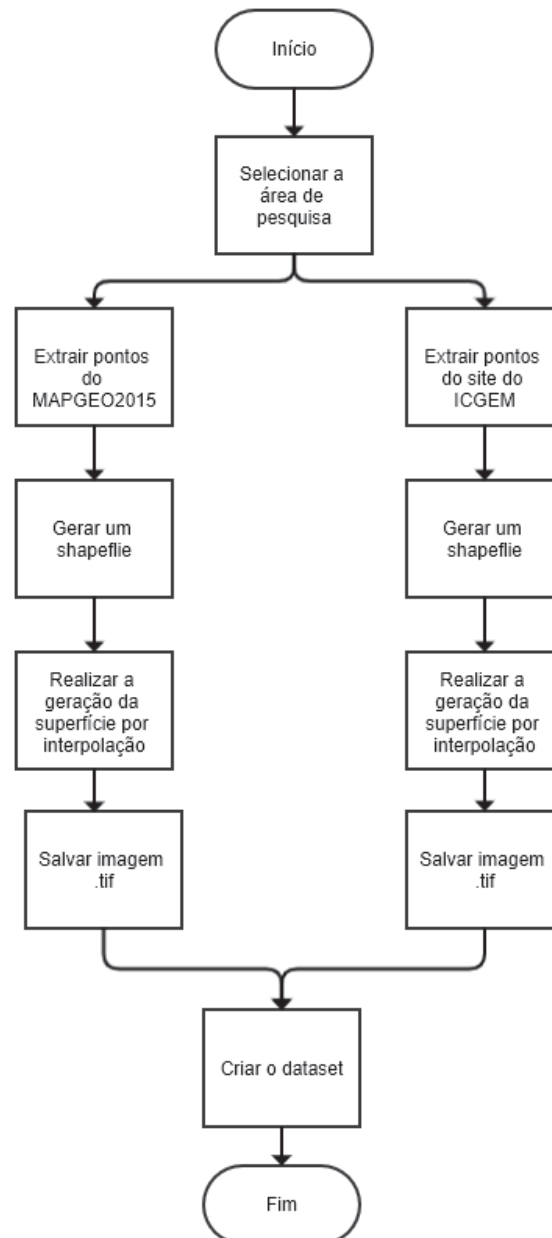 Início
Selecionar a
área de
pesquisa
Extrair pontos
do
MAPGEO2015
Extrair pontos
do site do
ICGEM
Gerar um
shapeflie
Gerar um
shapeflie
Realizar a
geração da
superfície por
interpolação
Realizar a
geração da
superfície por
interpolação
Salvar imagem
.tif
Salvar imagem
.tif
Criar o dataset
Fim